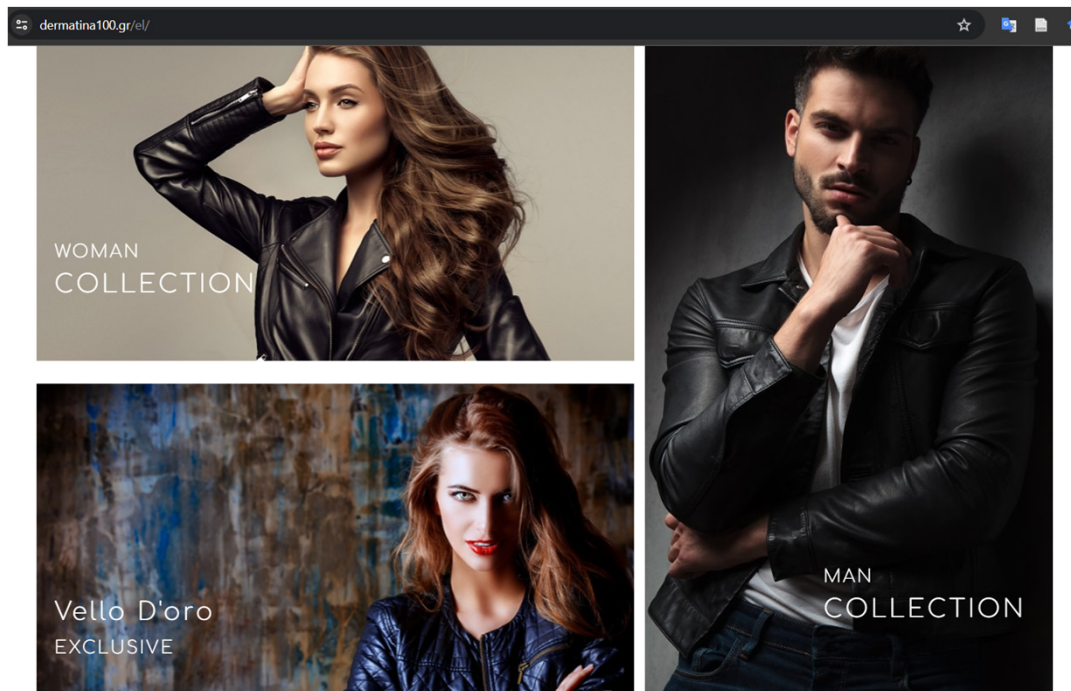 dermatina100.gr/el/
WOMAN
COLLECTION
Vello D'oro
EXCLUSIVE
MAN
COLLECTION